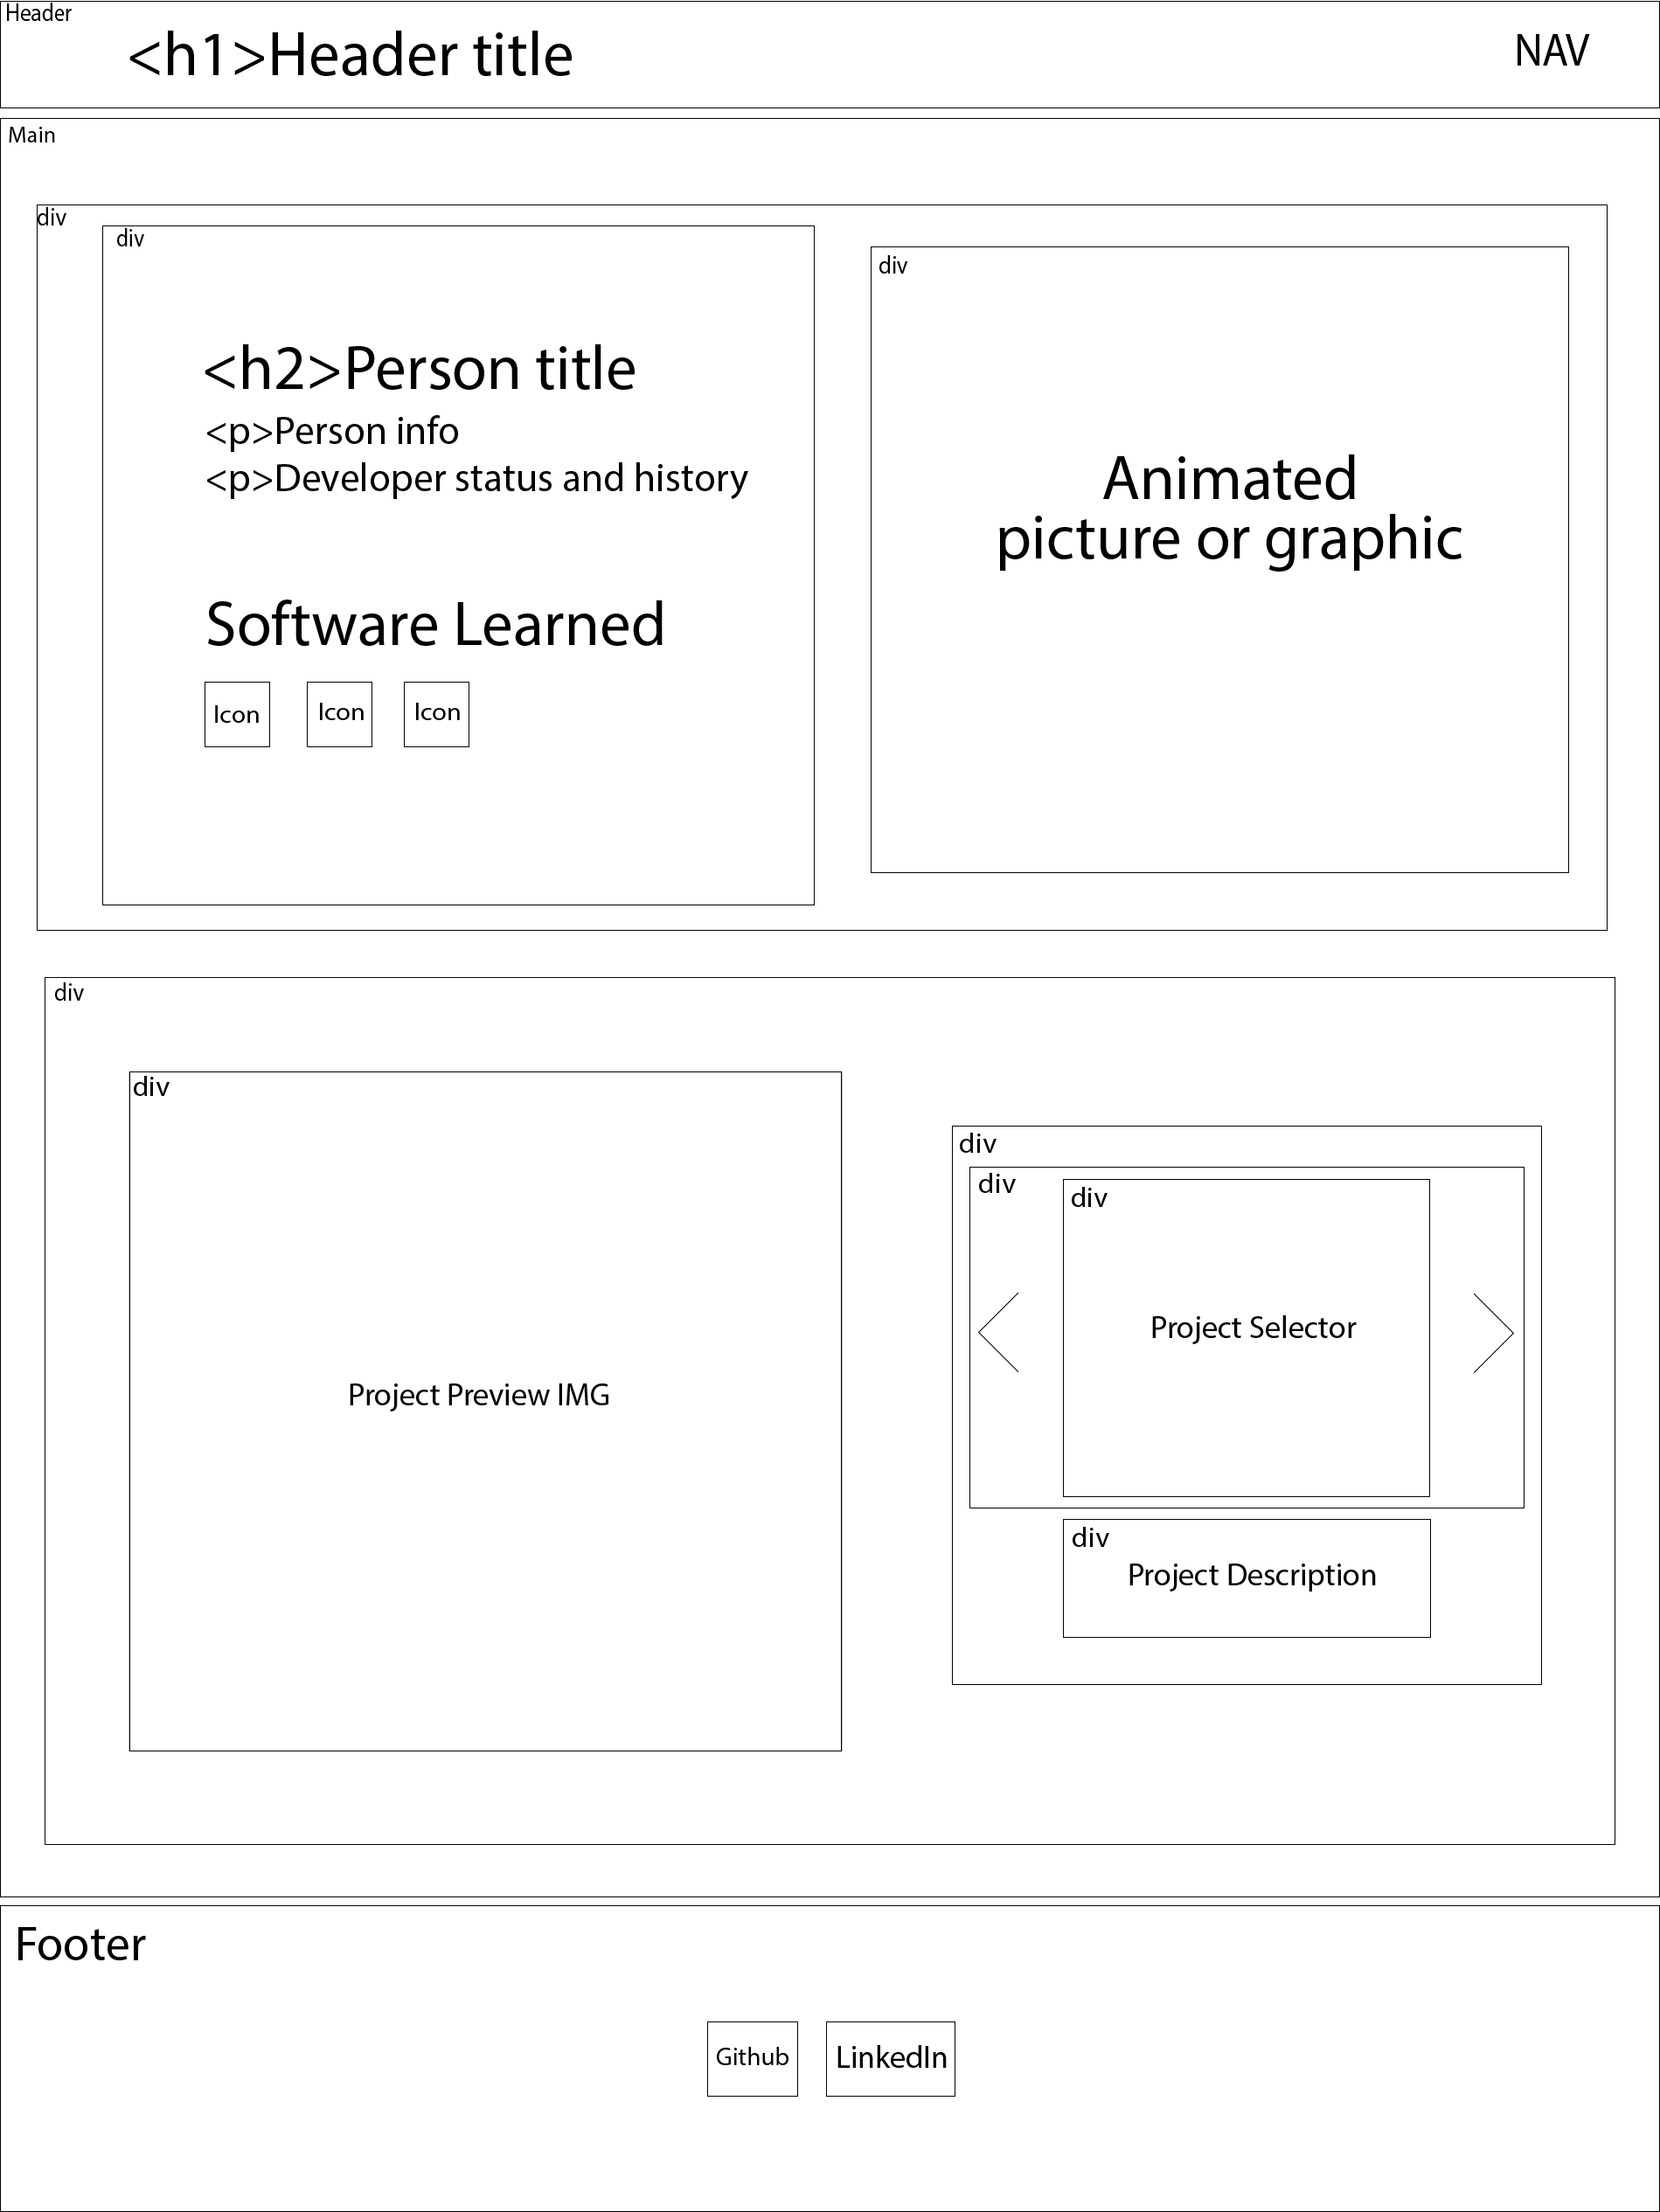 Header
<h1>Header title
NAV
Main
div
div
<h2>Person title
<p>Person info
<p>Developer status and history
Software Learned
Icon
Icon
Icon
div
Animated
picture or graphic
div
div
Project Preview IMG
div
div
div
Project Selector
div
Project Description
Footer
Github
LinkedIn